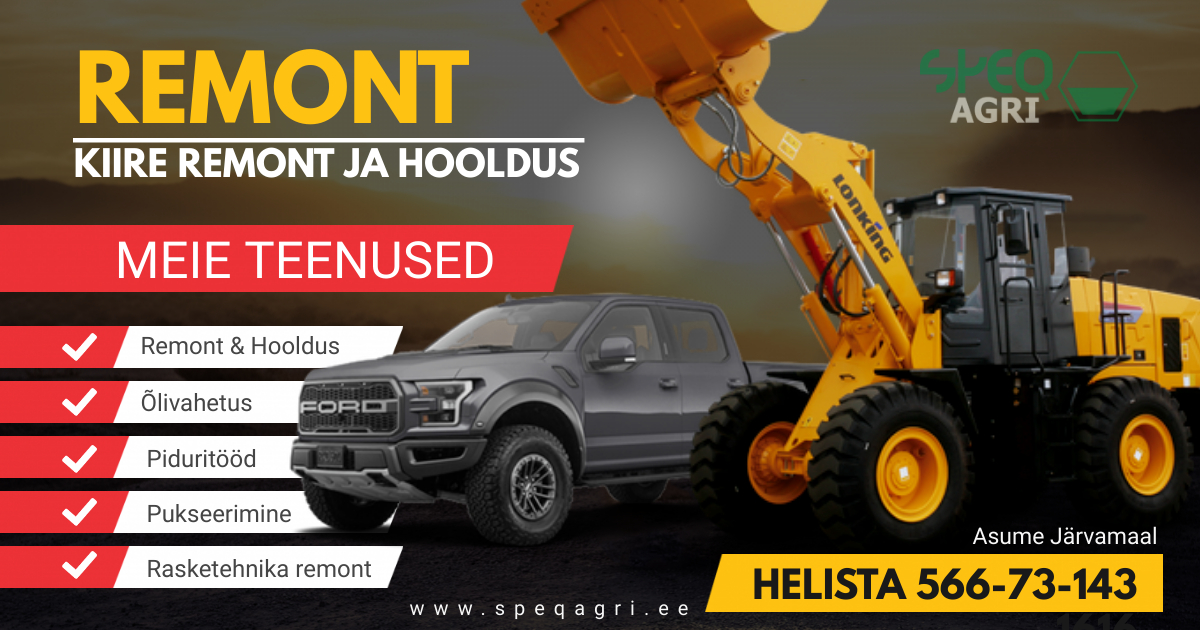 REMONT
KIIRE REMONT JA HOOLDUS
SPEQ
AGRI
LONKING
MEIE TEENUSED
Remont & Hooldus
Õlivahetus
FORD
Piduritööd
Pukseerimine
Rasketehnika remont
Asume Järvamaal
HELISTA 566-73-143
www.speqagri.ee